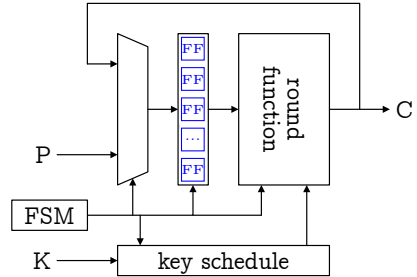 FF
FF
FF
...
FF
round
function
C
P
FSM
K
key schedule